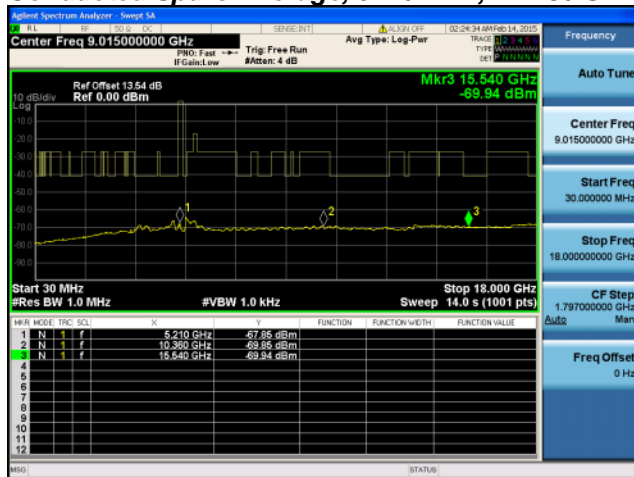 Agilent Spectrum Analyzer - Swept SA
RL RF 50 Ω DC SENSE:INT ALIGN OFF 02:24:34 AM Feb 14, 2015
Center Freq 9.015000000 GHz
PNO: Fast
IFGain:Low
Trig: Free Run
#Atten: 4 dB
Avg Type: Log-Pwr
TRACE 1 2 3 4 5 6
TYPE
DET P N N N N N
Ref Offset 13.54 dB
Ref 0.00 dBm
10 dB/div
Log
Mkr3 15.540 GHz
-69.94 dBm
-10.0
-20.0
-30.0
-40.0
-50.0
-60.0
-70.0
-80.0
-90.0
1
2
3
Start 30 MHz
Stop 18.000 GHz
#Res BW 1.0 MHz
#VBW 1.0 kHz
Sweep 14.0 s (1001 pts)
MKR MODE TRC SCL X Y FUNCTION FUNCTION WIDTH FUNCTION VALUE
1 N 1 f 5.210 GHz -67.85 dBm
2 N 1 f 10.360 GHz -69.85 dBm
3 N 1 f 15.540 GHz -69.94 dBm
4
5
6
7
8
9
10
11
12
MSG
STATUS
Frequency
Auto Tune
Center Freq
9.015000000 GHz
Start Freq
30.000000 MHz
Stop Freq
18.000000000 GHz
CF Step
1.797000000 GHz
Auto Man
Freq Offset
0 Hz